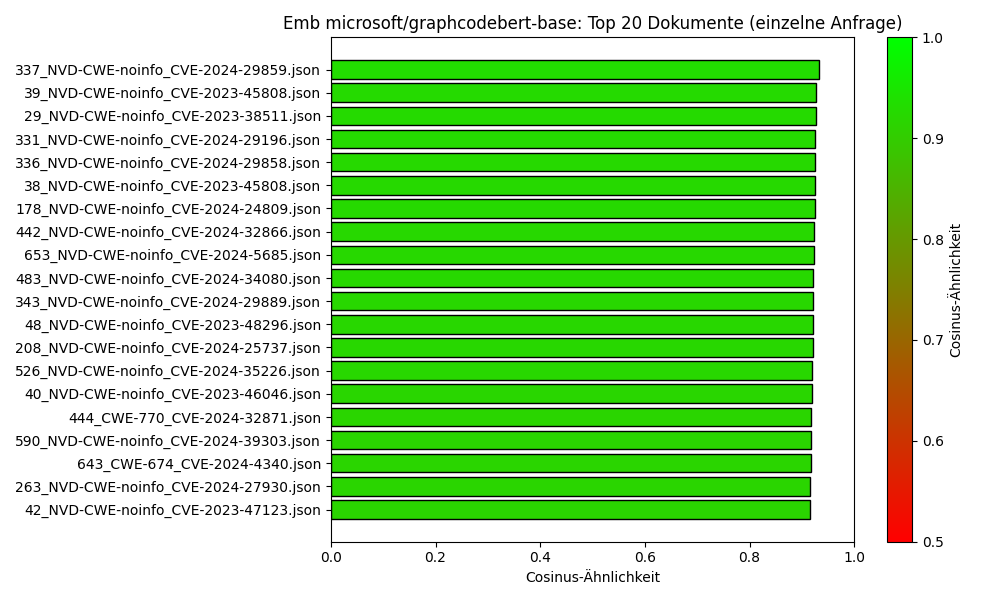 Emb microsoft/graphcodebert-base: Top 20 Dokumente (einzelne Anfrage)
337_NVD-CWE-noinfo_CVE-2024-29859.json
39_NVD-CWE-noinfo_CVE-2023-45808.json
29_NVD-CWE-noinfo_CVE-2023-38511.json
331_NVD-CWE-noinfo_CVE-2024-29196.json
336_NVD-CWE-noinfo_CVE-2024-29858.json
38_NVD-CWE-noinfo_CVE-2023-45808.json
178_NVD-CWE-noinfo_CVE-2024-24809.json
442_NVD-CWE-noinfo_CVE-2024-32866.json
653_NVD-CWE-noinfo_CVE-2024-5685.json
483_NVD-CWE-noinfo_CVE-2024-34080.json
343_NVD-CWE-noinfo_CVE-2024-29889.json
48_NVD-CWE-noinfo_CVE-2023-48296.json
208_NVD-CWE-noinfo_CVE-2024-25737.json
526_NVD-CWE-noinfo_CVE-2024-35226.json
40_NVD-CWE-noinfo_CVE-2023-46046.json
444_CWE-770_CVE-2024-32871.json
590_NVD-CWE-noinfo_CVE-2024-39303.json
643_CWE-674_CVE-2024-4340.json
263_NVD-CWE-noinfo_CVE-2024-27930.json
42_NVD-CWE-noinfo_CVE-2023-47123.json
0.0 0.2 0.4 0.6 0.8 1.0
Cosinus-Ähnlichkeit
1.0
0.9
0.8
0.7
0.6
0.5
Cosinus-Ähnlichkeit